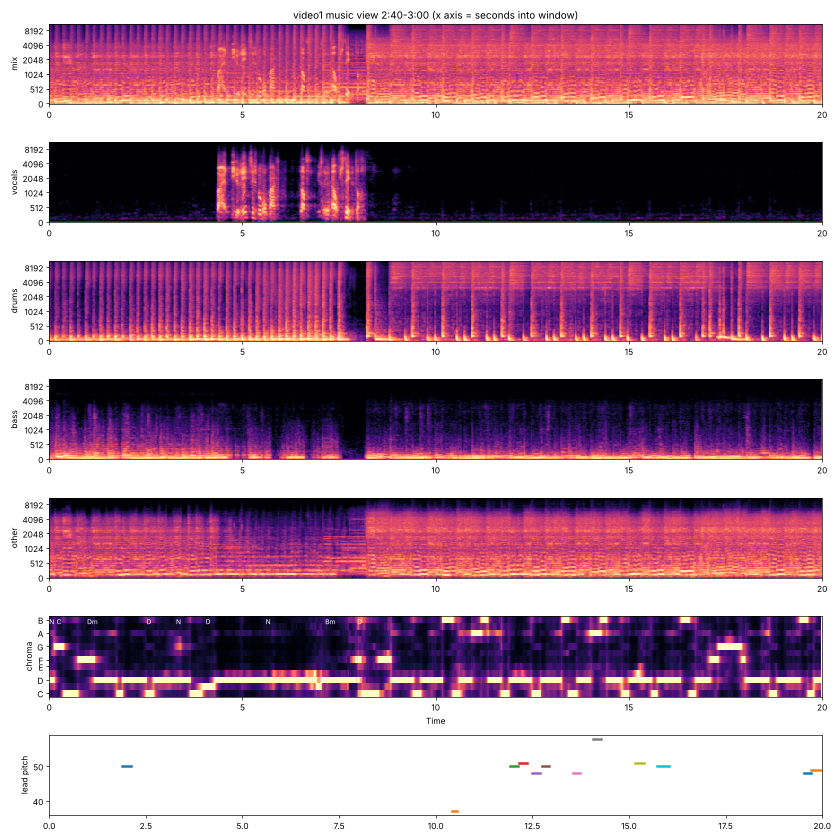 video1 music view 2:40-3:00 (x axis = seconds into window)
mix
8192
4096
2048
1024
512
0
0 5 10 15 20
vocals
8192
4096
2048
1024
512
0
0 5 10 15 20
drums
8192
4096
2048
1024
512
0
0 5 10 15 20
bass
8192
4096
2048
1024
512
0
0 5 10 15 20
other
8192
4096
2048
1024
512
0
0 5 10 15 20
chroma
B
A
G
E
D
C
N C Dm D N D N Bm D
0 5 10 15 20
Time
lead pitch
50
40
0.0 2.5 5.0 7.5 10.0 12.5 15.0 17.5 20.0